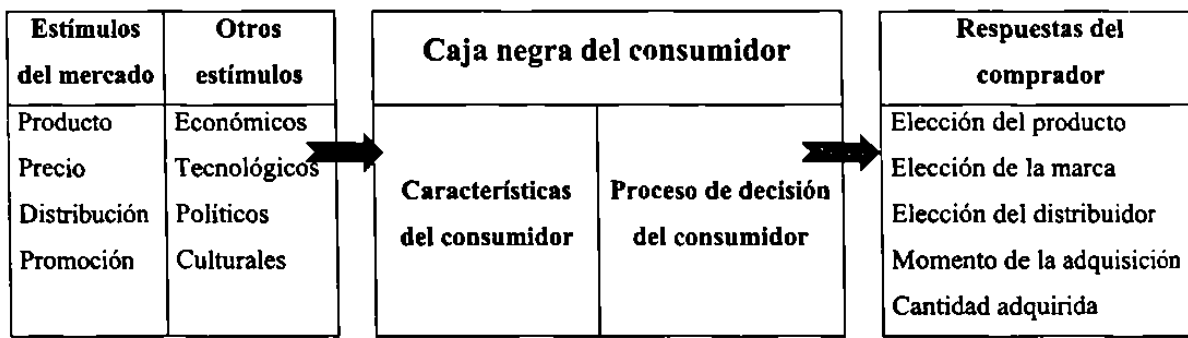 Estímulos
del mercado
Otros
estímulos
Caja negra del consumidor
Respuestas del
comprador
Producto
Precio
Distribución
Promoción
Económicos
Tecnológicos
Políticos
Culturales
Características
del consumidor
Proceso de decisión
del consumidor
Elección del producto
Elección de la marca
Elección del distribuidor
Momento de la adquisición
Cantidad adquirida